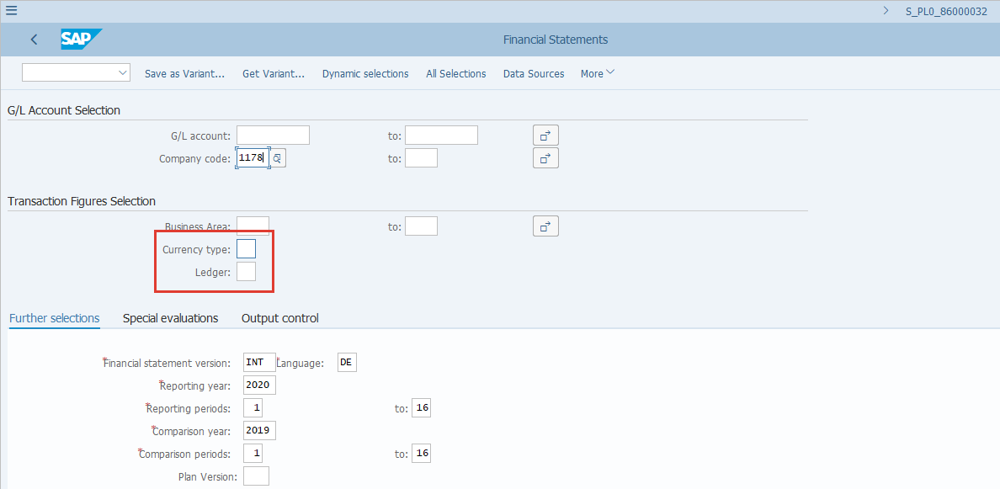 S_PL0_86000032
SAP Financial Statements
Save as Variant... Get Variant... Dynamic selections All Selections Data Sources More
G/L Account Selection
G/L account: to:
Company code: 1178 to:
Transaction Figures Selection
Business Area: to:
Currency type:
Ledger:
Further selections Special evaluations Output control
*Financial statement version: INT *Language: DE
*Reporting year: 2020
*Reporting periods: 1 to: 16
*Comparison year: 2019
*Comparison periods: 1 to: 16
Plan Version: